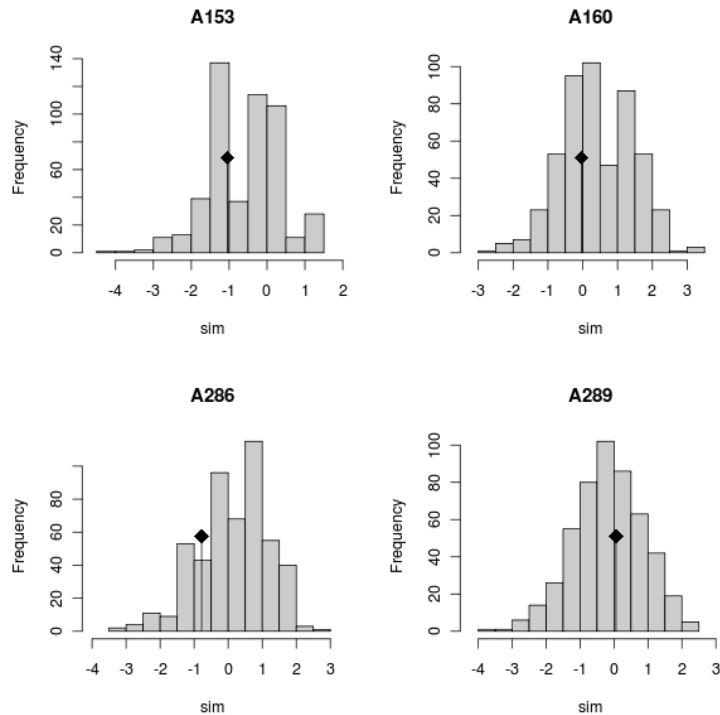 A153
Frequency
0 20 60 100 140
-4 -3 -2 -1 0 1 2
sim
A160
Frequency
0 20 40 60 80 100
-3 -2 -1 0 1 2 3
sim
A286
Frequency
0 20 40 60 80
-4 -3 -2 -1 0 1 2 3
sim
A289
Frequency
0 20 40 60 80 100
-4 -3 -2 -1 0 1 2 3
sim